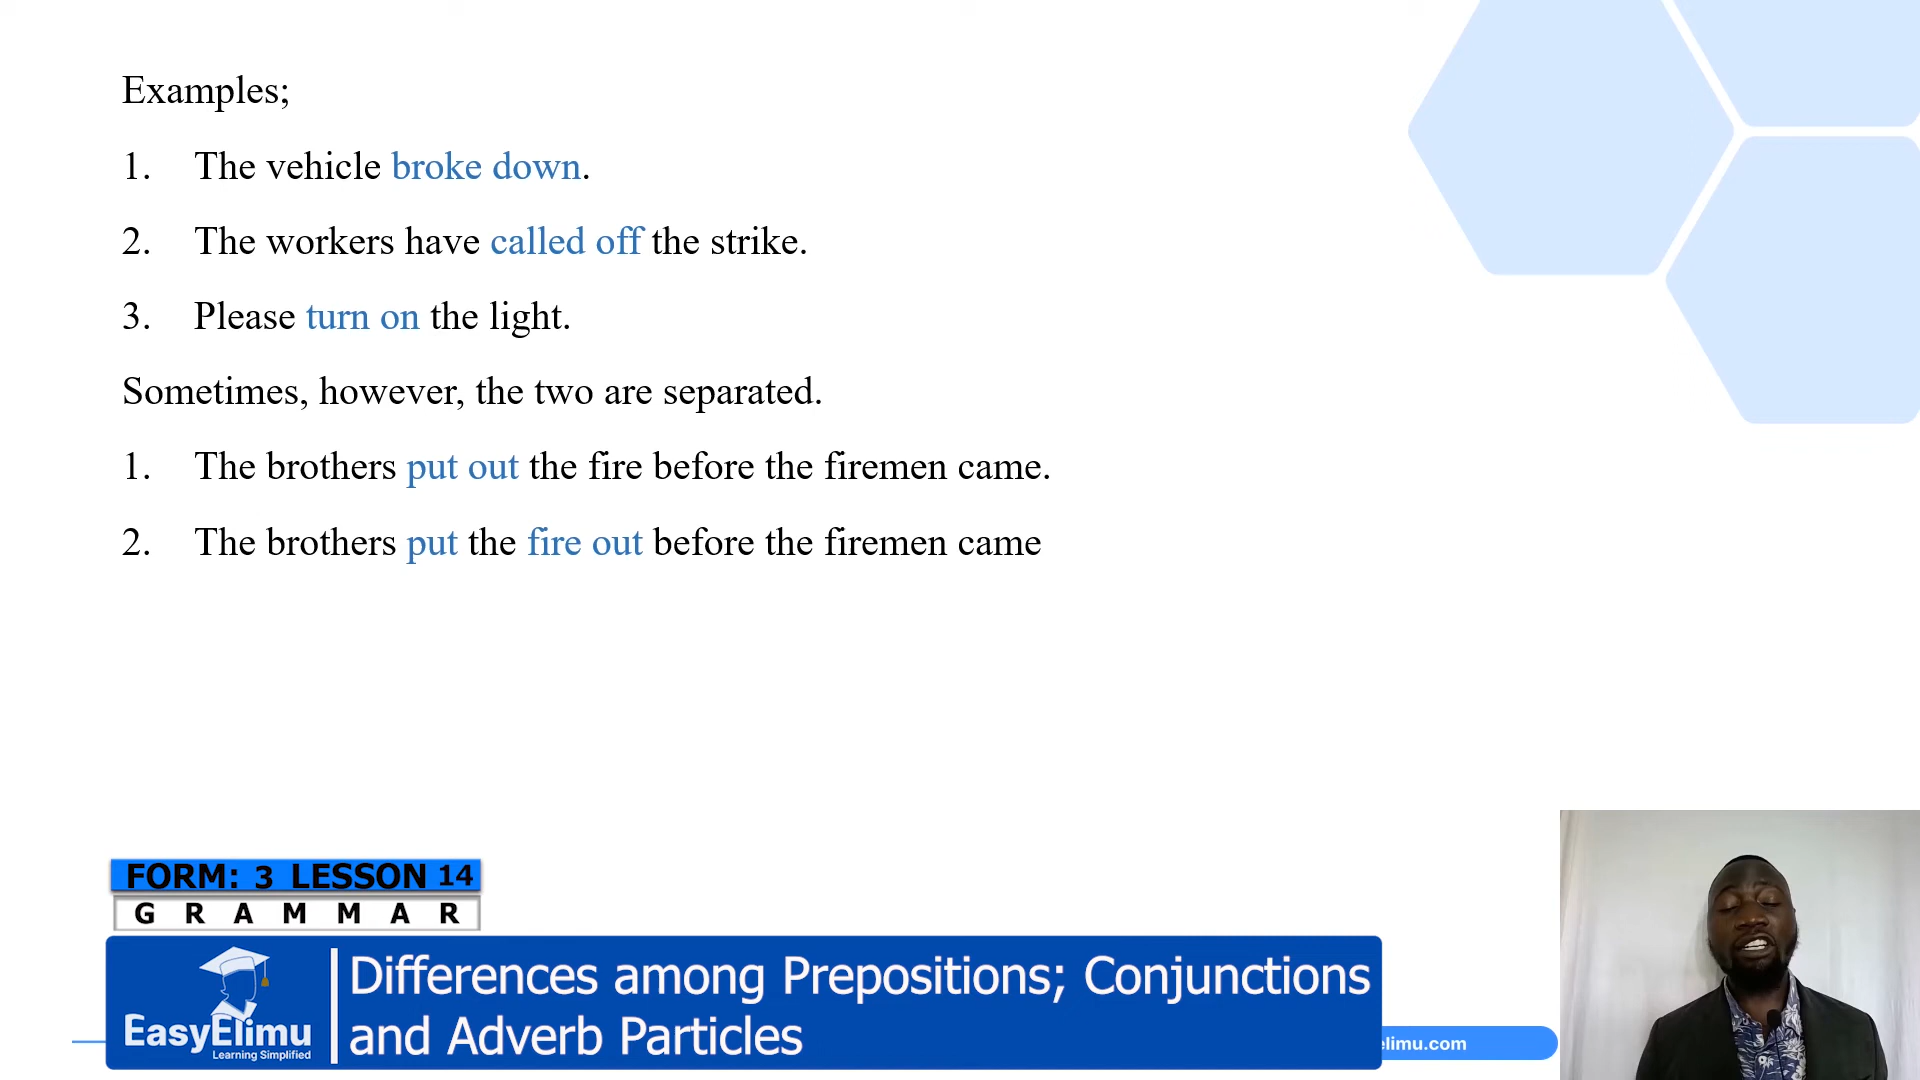 Examples;
1. The vehicle broke down.
2. The workers have called off the strike.
3. Please turn on the light.
Sometimes, however, the two are separated.
1. The brothers put out the fire before the firemen came.
2. The brothers put the fire out before the firemen came
FORM: 3 LESSON 14
GRAMMAR
EasyElimu
Learning Simplified
Differences among Prepositions; Conjunctions
and Adverb Particles
elimu.com